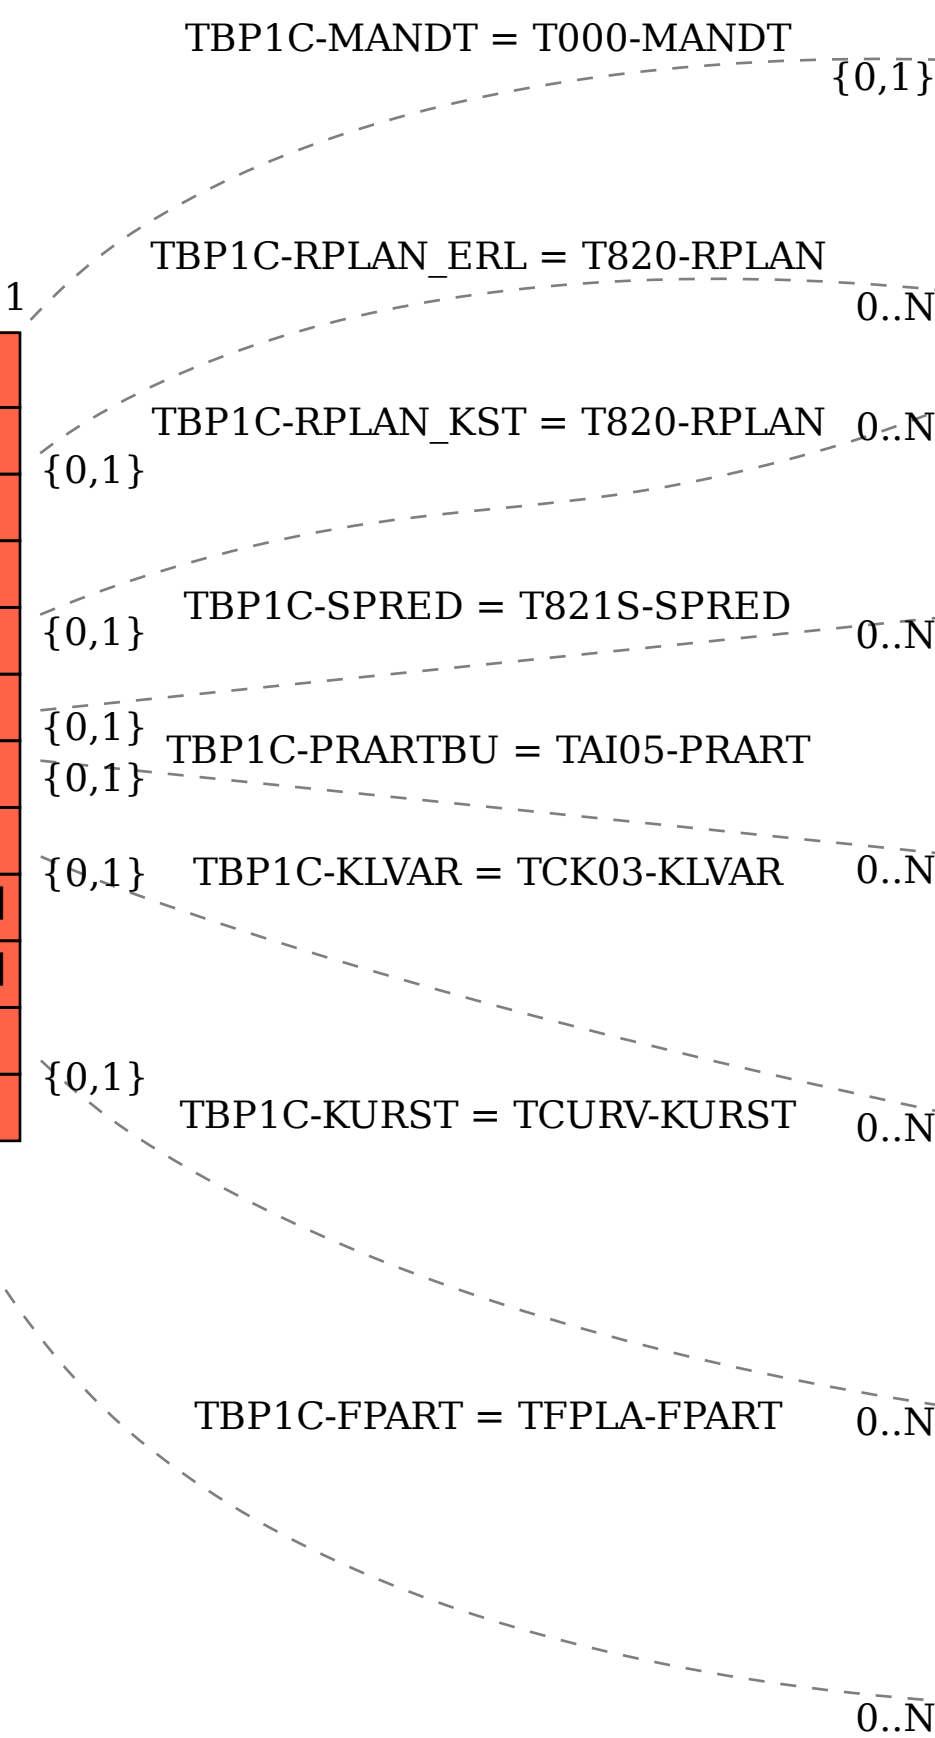 TBP1C-MANDT = T000-MANDT
{0,1}
TBP1C-RPLAN_ERL = T820-RPLAN
1
0..N
TBP1C-RPLAN_KST = T820-RPLAN
0..N
{0,1}
TBP1C-SPRED = T821S-SPRED
{0,1}
0..N
{0,1}
TBP1C-PRARTBU = TAI05-PRART
{0,1}
{0,1}
TBP1C-KLVAR = TCK03-KLVAR
0..N
{0,1}
TBP1C-KURST = TCURV-KURST
0..N
TBP1C-FPART = TFPLA-FPART
0..N
0..N